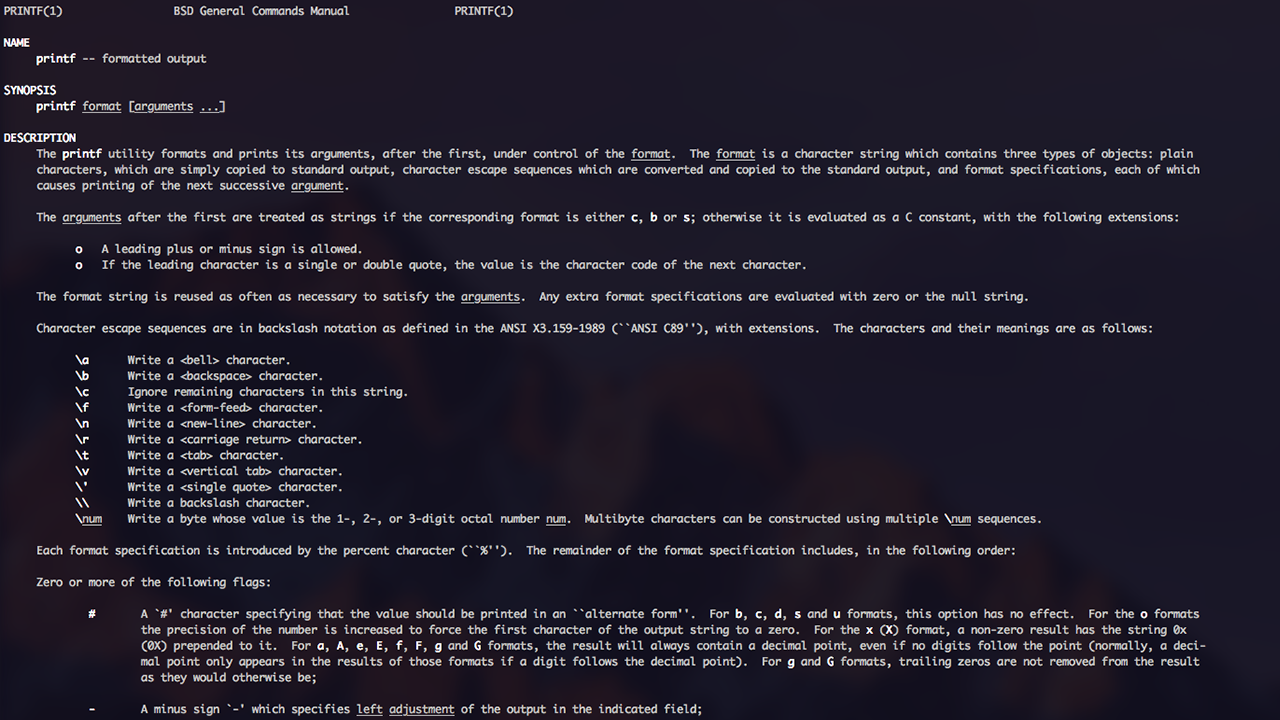 PRINTF(1)                 BSD General Commands Manual                PRINTF(1)

NAME
     printf -- formatted output

SYNOPSIS
     printf format [arguments ...]

DESCRIPTION
     The printf utility formats and prints its arguments, after the first, under control of the format.  The format is a character string which contains three types of objects: plain
     characters, which are simply copied to standard output, character escape sequences which are converted and copied to the standard output, and format specifications, each of which
     causes printing of the next successive argument.

     The arguments after the first are treated as strings if the corresponding format is either c, b or s; otherwise it is evaluated as a C constant, with the following extensions:

           o   A leading plus or minus sign is allowed.
           o   If the leading character is a single or double quote, the value is the character code of the next character.

     The format string is reused as often as necessary to satisfy the arguments.  Any extra format specifications are evaluated with zero or the null string.

     Character escape sequences are in backslash notation as defined in the ANSI X3.159-1989 (``ANSI C89''), with extensions.  The characters and their meanings are as follows:

           \a      Write a <bell> character.
           \b      Write a <backspace> character.
           \c      Ignore remaining characters in this string.
           \f      Write a <form-feed> character.
           \n      Write a <new-line> character.
           \r      Write a <carriage return> character.
           \t      Write a <tab> character.
           \v      Write a <vertical tab> character.
           \'      Write a <single quote> character.
           \\      Write a backslash character.
           \num    Write a byte whose value is the 1-, 2-, or 3-digit octal number num.  Multibyte characters can be constructed using multiple \num sequences.

     Each format specification is introduced by the percent character (``%'').  The remainder of the format specification includes, in the following order:

     Zero or more of the following flags:

             #       A `#' character specifying that the value should be printed in an ``alternate form''.  For b, c, d, s and u formats, this option has no effect.  For the o formats
                     the precision of the number is increased to force the first character of the output string to a zero.  For the x (X) format, a non-zero result has the string 0x
                     (0X) prepended to it.  For a, A, e, E, f, F, g and G formats, the result will always contain a decimal point, even if no digits follow the point (normally, a deci-
                     mal point only appears in the results of those formats if a digit follows the decimal point).  For g and G formats, trailing zeros are not removed from the result
                     as they would otherwise be;

             -       A minus sign `-' which specifies left adjustment of the output in the indicated field;